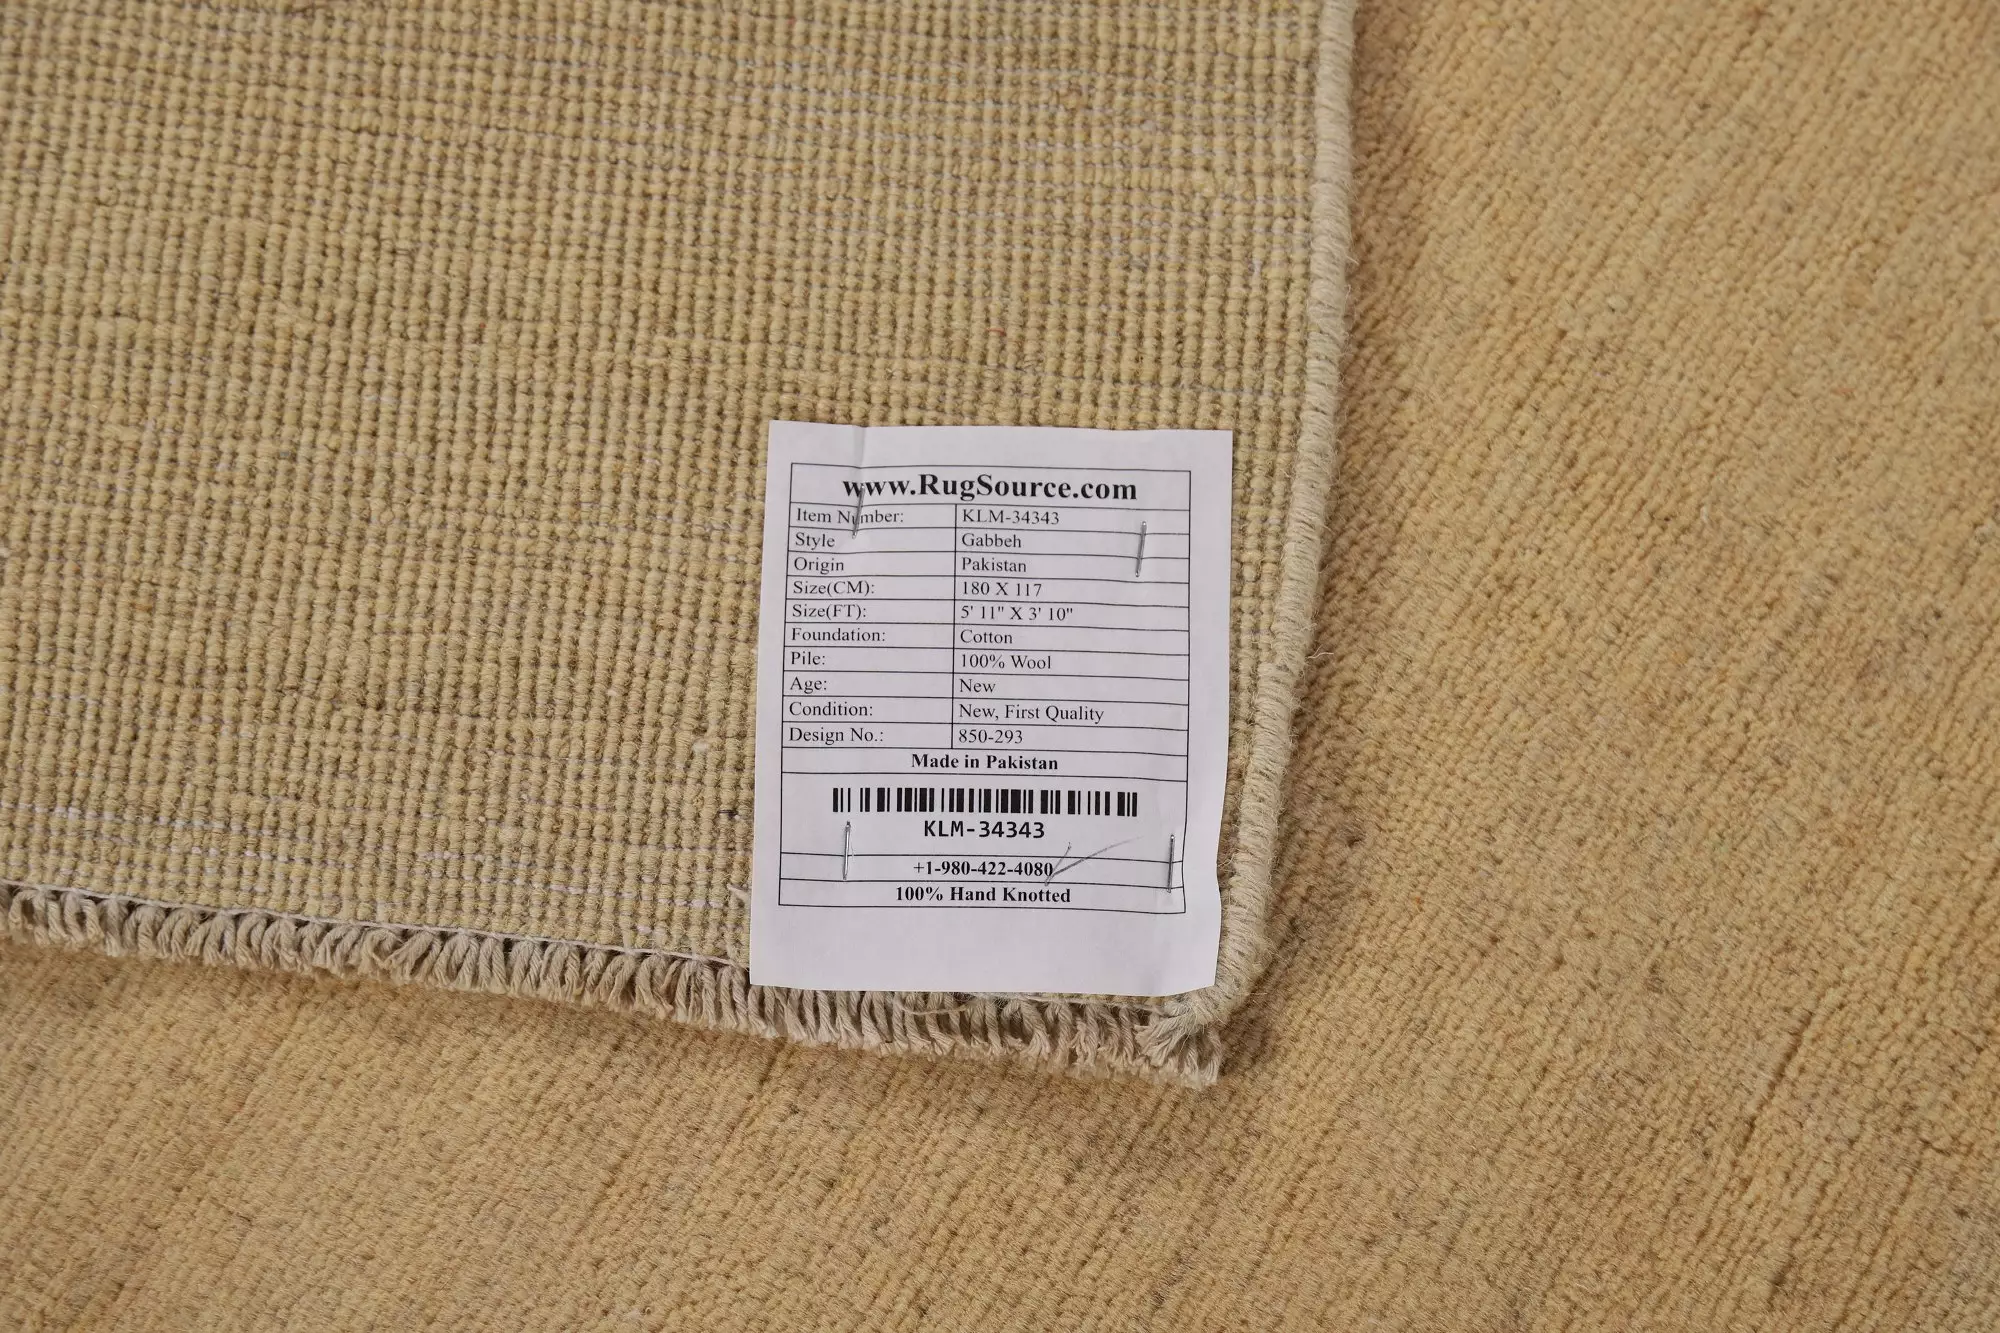 www.RugSource.com
Item Number: KLM-34343
Style Gabbeh
Origin Pakistan
Size(CM): 180 X 117
Size(FT): 5' 11" X 3' 10"
Foundation: Cotton
Pile: 100% Wool
Age: New
Condition: New, First Quality
Design No.: 850-293
Made in Pakistan
KLM-34343
+1-980-422-4080
100% Hand Knotted